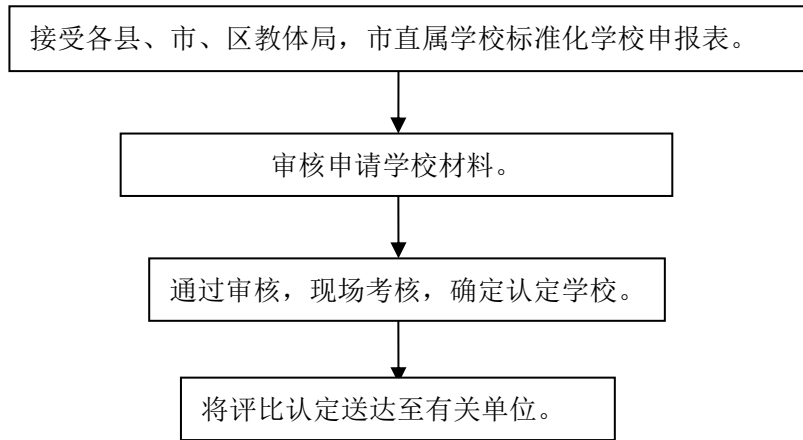 接受各县、市、区教体局，市直属学校标准化学校申报表。
审核申请学校材料。
通过审核，现场考核，确定认定学校。
将评比认定送达至有关单位。